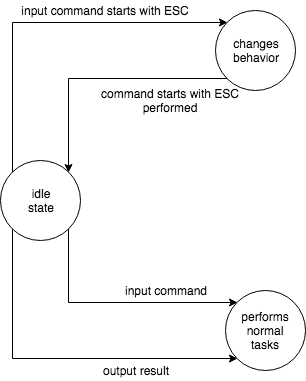 input command starts with ESC
changes
behavior
command starts with ESC
performed
idle
state
input command
performs
normal
tasks
output result